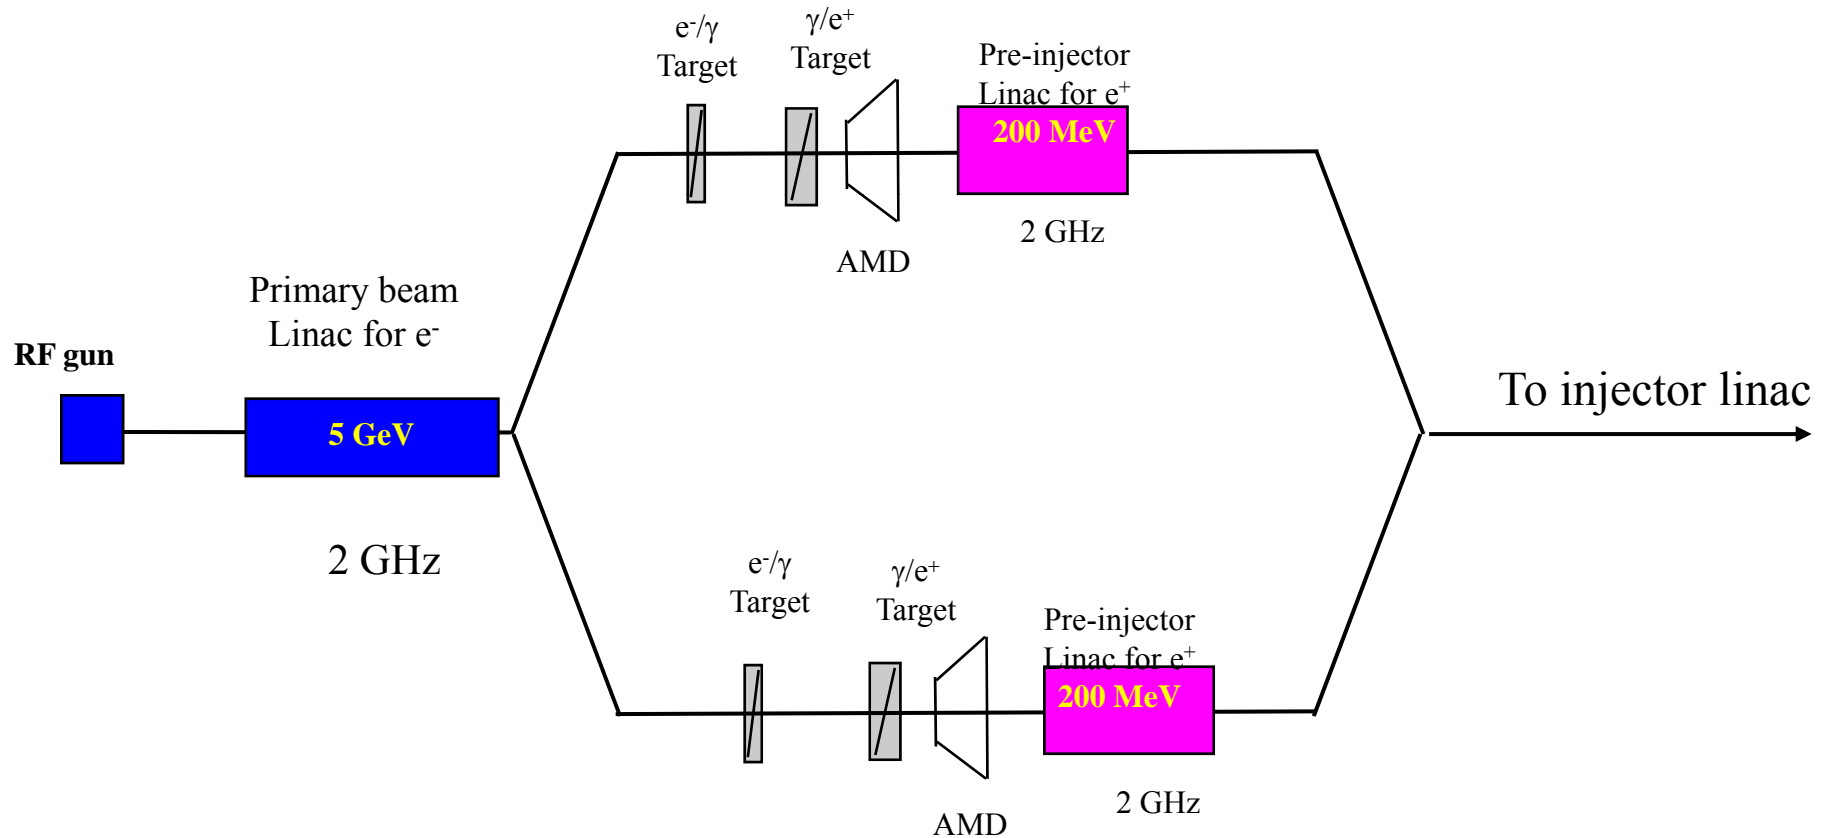 e⁻/γ
Target
γ/e⁺
Target
Pre-injector
Linac for e⁺
200 MeV
2 GHz
AMD
Primary beam
Linac for e⁻
RF gun
5 GeV
To injector linac
2 GHz
e⁻/γ
Target
γ/e⁺
Target
Pre-injector
Linac for e⁺
200 MeV
2 GHz
AMD